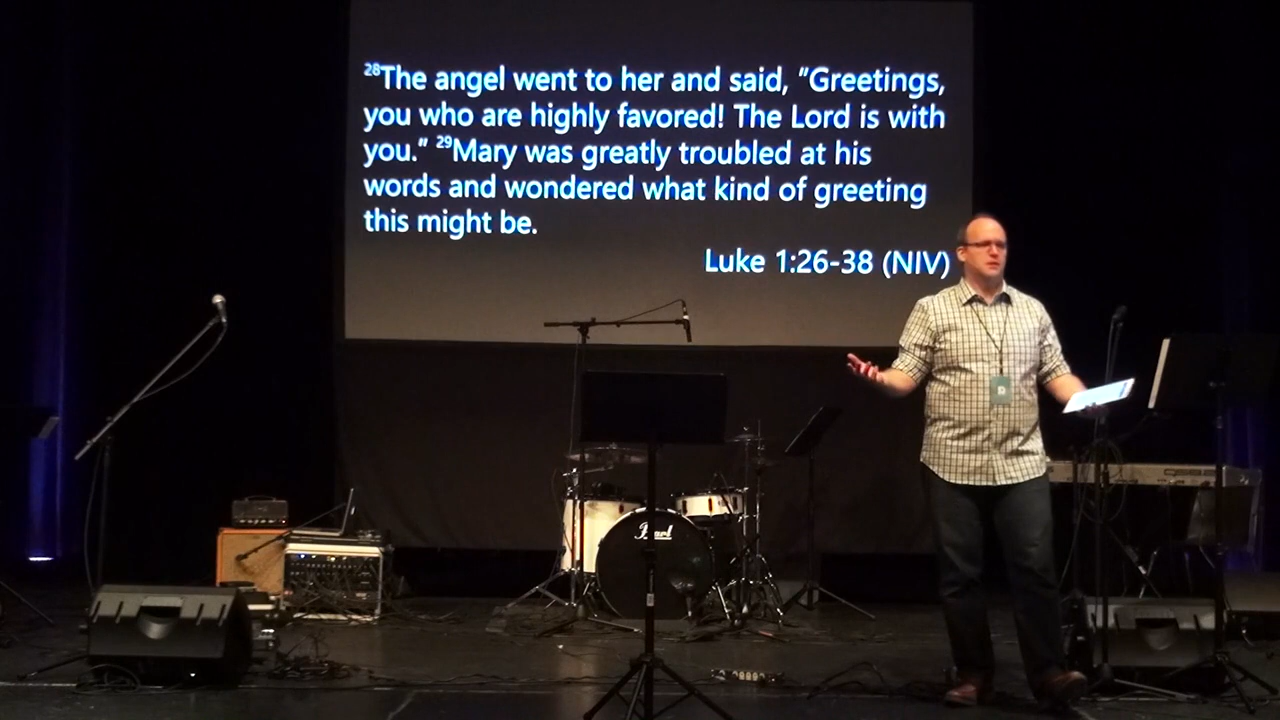 ²⁸The angel went to her and said, "Greetings,
you who are highly favored! The Lord is with
you." ²⁹Mary was greatly troubled at his
words and wondered what kind of greeting
this might be.
Luke 1:26-38 (NIV)
Pearl